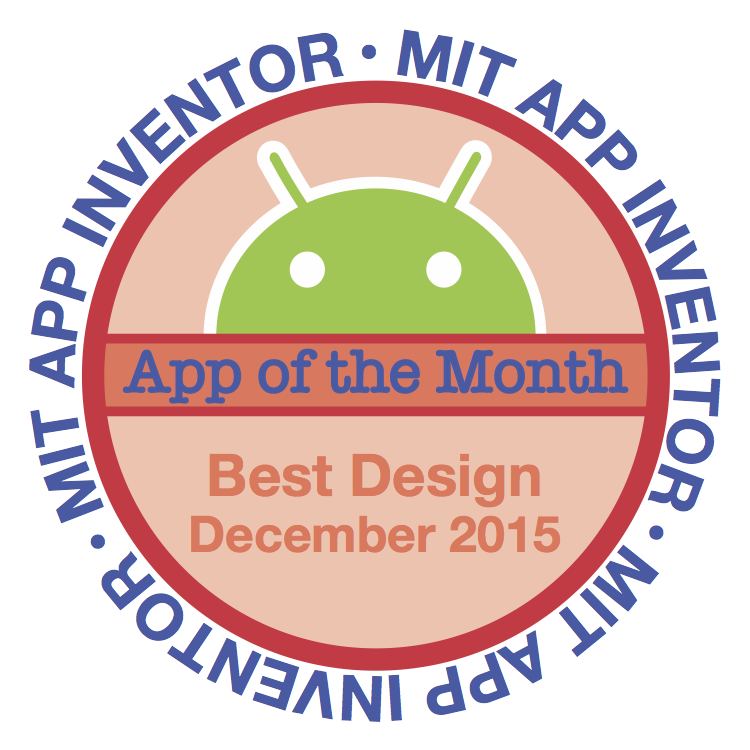 MIT APP INVENTOR • MIT APP INVENTOR • MIT APP INVENTOR •
App of the Month
Best Design
December 2015